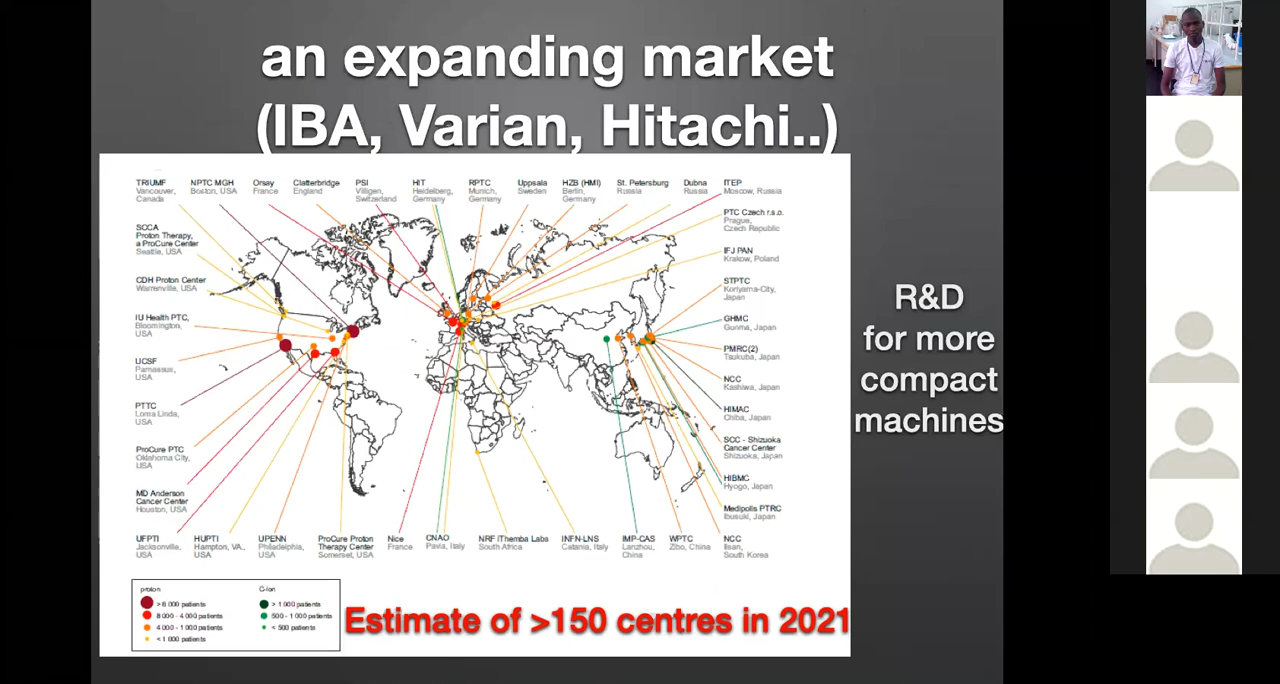 an expanding market
(IBA, Varian, Hitachi..)
TRIUMF
Vancouver,
Canada
NPTC MGH
Boston, USA
Orsay
France
Clatterbridge
England
PSI
Villigen,
Switzerland
HIT
Heidelberg,
Germany
RPTC
Munich,
Germany
Uppsala
Sweden
HZB (HMI)
Berlin,
Germany
St. Petersburg
Russia
Dubna
Russia
ITEP
Moscow, Russia
SCCA
Proton Therapy,
a ProCure Center
Seattle, USA
CDH Proton Center
Warrenville, USA
IU Health PTC,
Bloomington,
USA
UCSF
Parnassus,
USA
PTTC
Loma Linda,
USA
ProCure PTC
Oklahoma City,
USA
MD Anderson
Cancer Center
Houston, USA
PTC Czech r.s.o.
Prague,
Czech Republic
IFJ PAN
Krakow, Poland
STPTC
Koriyama-City,
Japan
GHMC
Gunma, Japan
PMRC(2)
Tsukuba, Japan
NCC
Kashiwa, Japan
HIMAC
Chiba, Japan
SCC - Shizuoka
Cancer Center
Shizuoka, Japan
HIBMC
Hyogo, Japan
Medipolis PTRC
Ibusuki, Japan
UFPTI
Jacksonville,
USA
HUPTI
Hampton, VA.,
USA
UPENN
Philadelphia,
USA
ProCure Proton
Therapy Center
Somerset, USA
Nice
France
CNAO
Pavia, Italy
NRF iThemba Labs
South Africa
INFN-LNS
Catania, Italy
IMP-CAS
Lanzhou,
China
WPTC
Zibo, China
NCC
Ilsan,
South Korea
proton
> 8 000 patients
8 000 - 4 000 patients
4 000 - 1 000 patients
< 1 000 patients
C-ion
> 1 000 patients
500 - 1 000 patients
< 500 patients
Estimate of >150 centres in 2021
R&D
for more
compact
machines